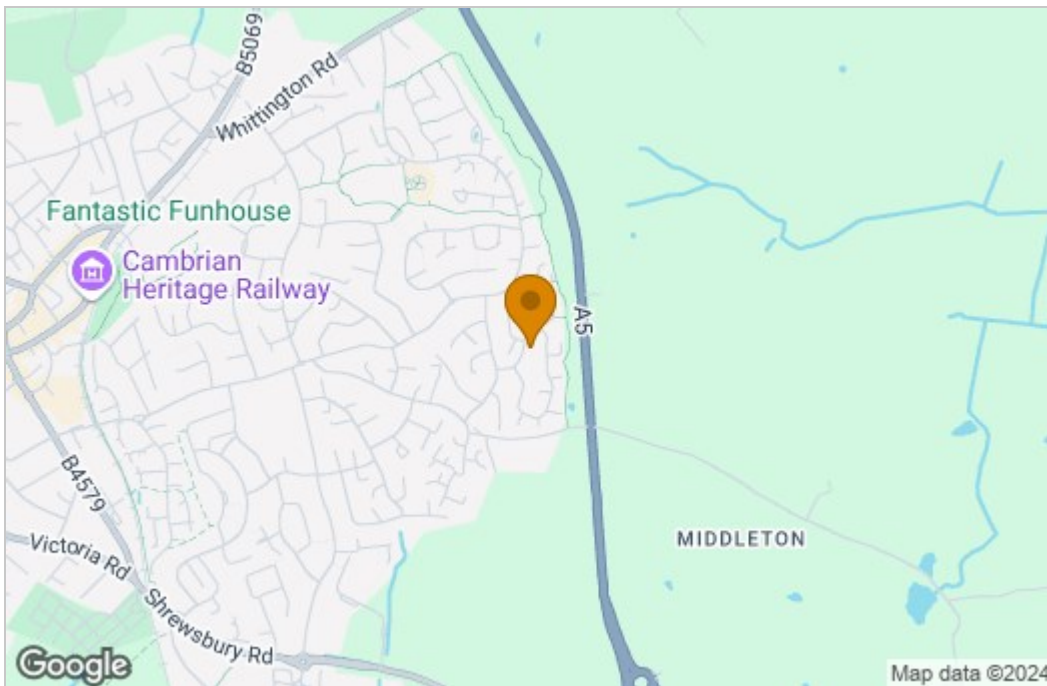 B5069
Whittington Rd
Fantastic Funhouse
Cambrian
Heritage Railway
A5
B4579
MIDDLETON
Victoria Rd
Shrewsbury Rd
Google
Map data ©2024